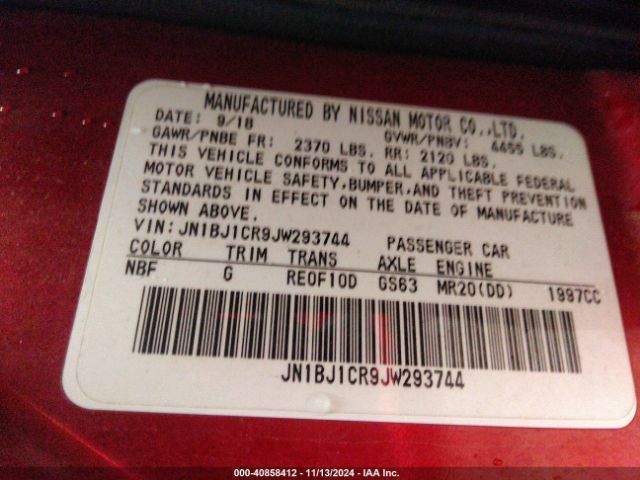 MANUFACTURED BY NISSAN MOTOR CO.,LTD.
DATE: 9/18 GVWR/PNBV: 4455 LBS.
GAWR/PNBE FR: 2370 LBS. RR: 2120 LBS.
THIS VEHICLE CONFORMS TO ALL APPLICABLE FEDERAL
MOTOR VEHICLE SAFETY,BUMPER,AND THEFT PREVENTION
STANDARDS IN EFFECT ON THE DATE OF MANUFACTURE
SHOWN ABOVE.
VIN: JN1BJ1CR9JW293744 PASSENGER CAR
COLOR TRIM TRANS AXLE ENGINE
NBF G RE0F10D GS63 MR20(DD) 1997CC
JN1BJ1CR9JW293744
000-40858412 - 11/13/2024 - IAA Inc.